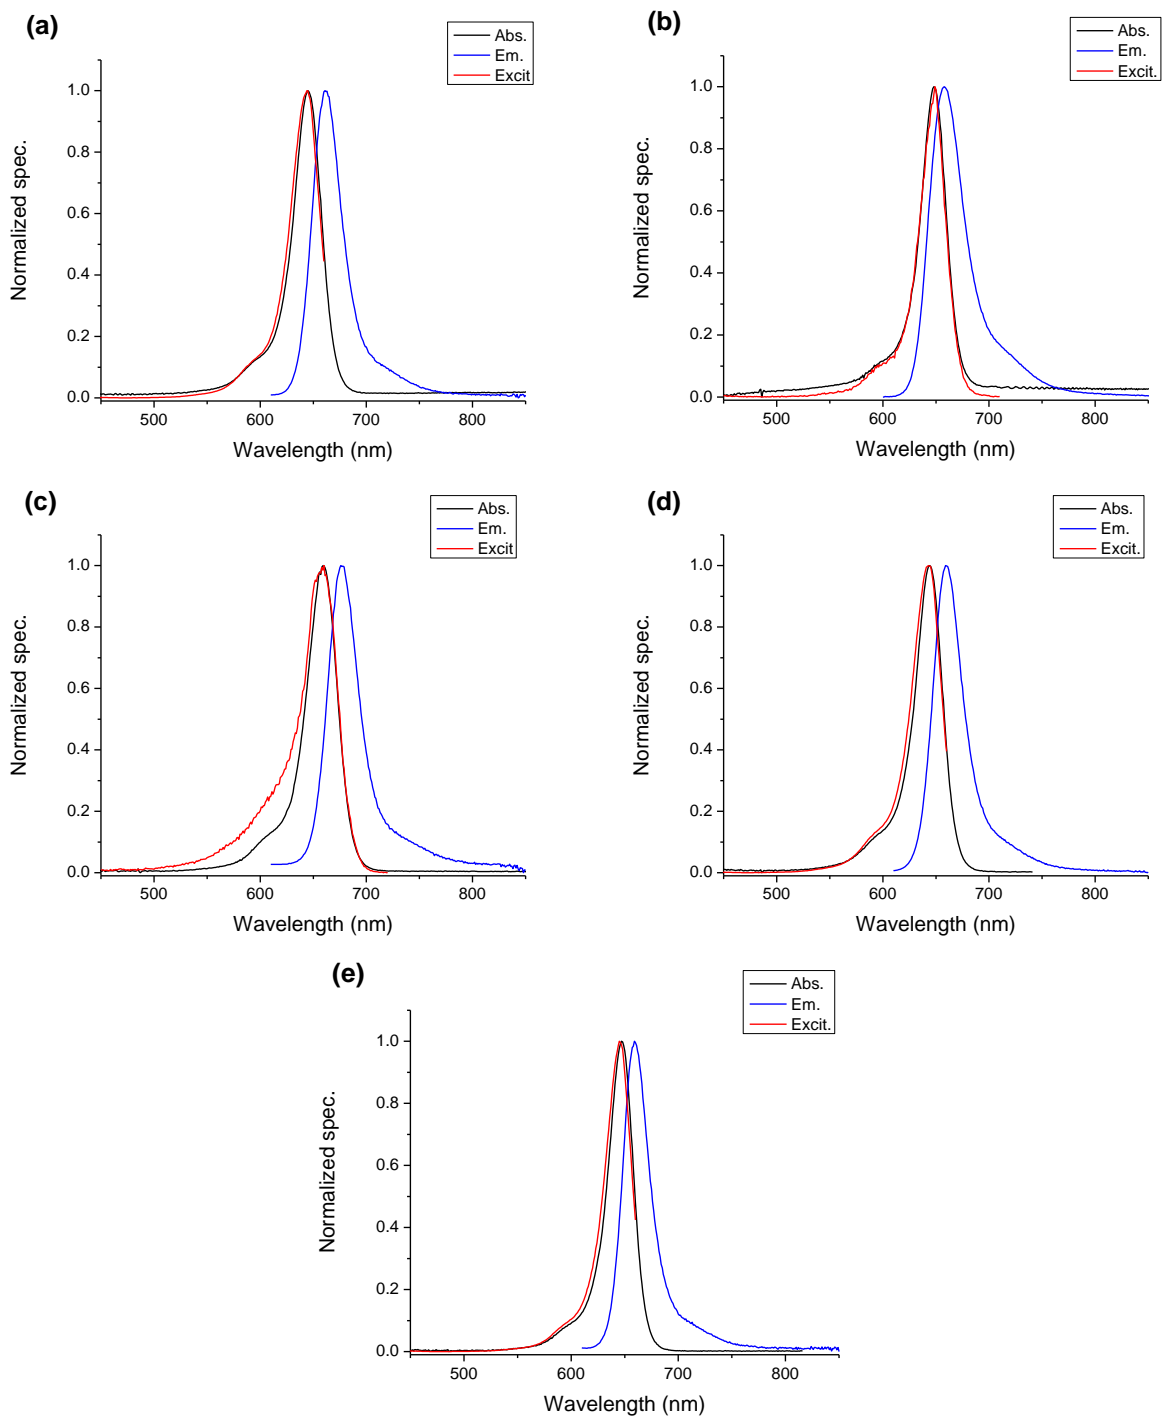 (a)
Abs.
Em.
Excit
1.0
0.8
0.6
0.4
0.2
0.0
Normalized spec.
500
600
700
800
Wavelength (nm)
(b)
Abs.
Em.
Excit.
1.0
0.8
0.6
0.4
0.2
0.0
Normalized spec.
500
600
700
800
Wavelength (nm)
(c)
Abs.
Em.
Excit
1.0
0.8
0.6
0.4
0.2
0.0
Normalized spec.
500
600
700
800
Wavelength (nm)
(d)
Abs.
Em.
Excit.
1.0
0.8
0.6
0.4
0.2
0.0
Normalized spec.
500
600
700
800
Wavelength (nm)
(e)
Abs.
Em.
Excit.
1.0
0.8
0.6
0.4
0.2
0.0
Normalized spec.
500
600
700
800
Wavelength (nm)